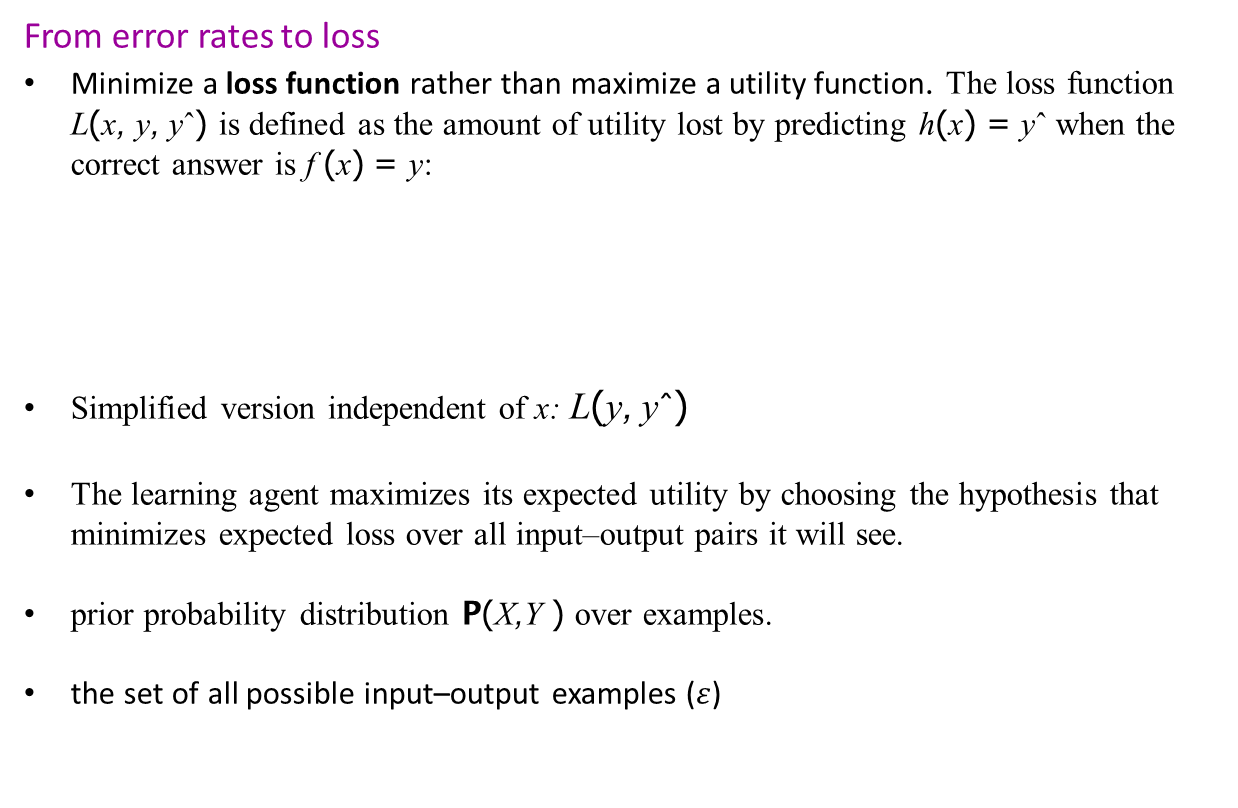 From error rates to loss
• Minimize a loss function rather than maximize a utility function. The loss function
L(x, y, yˆ) is defined as the amount of utility lost by predicting h(x) = yˆ when the
correct answer is f (x) = y:
• Simplified version independent of x: L(y, yˆ)
• The learning agent maximizes its expected utility by choosing the hypothesis that
minimizes expected loss over all input–output pairs it will see.
• prior probability distribution P(X,Y ) over examples.
• the set of all possible input–output examples (ε)